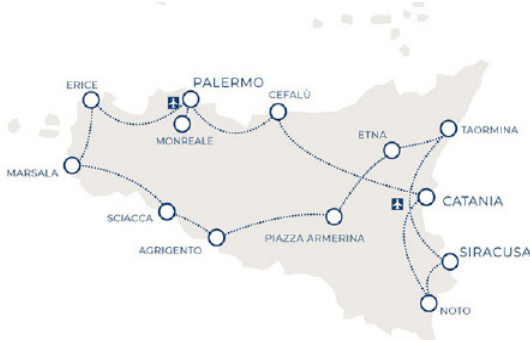 ERICE
PALERMO
CEFALÙ
MONREALE
ETNA
TAORMINA
MARSALA
CATANIA
SCIACCA
AGRIGENTO
PIAZZA ARMERINA
SIRACUSA
NOTO